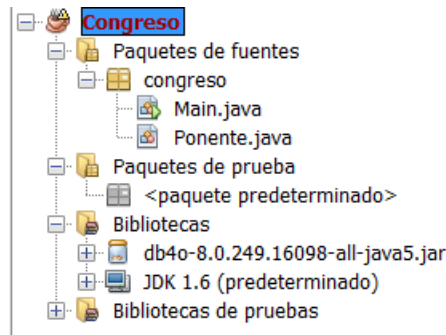 Congreso
Paquetes de fuentes
congreso
Main.java
Ponente.java
Paquetes de prueba
<paquete predeterminado>
Bibliotecas
db4o-8.0.249.16098-all-java5.jar
JDK 1.6 (predeterminado)
Bibliotecas de pruebas